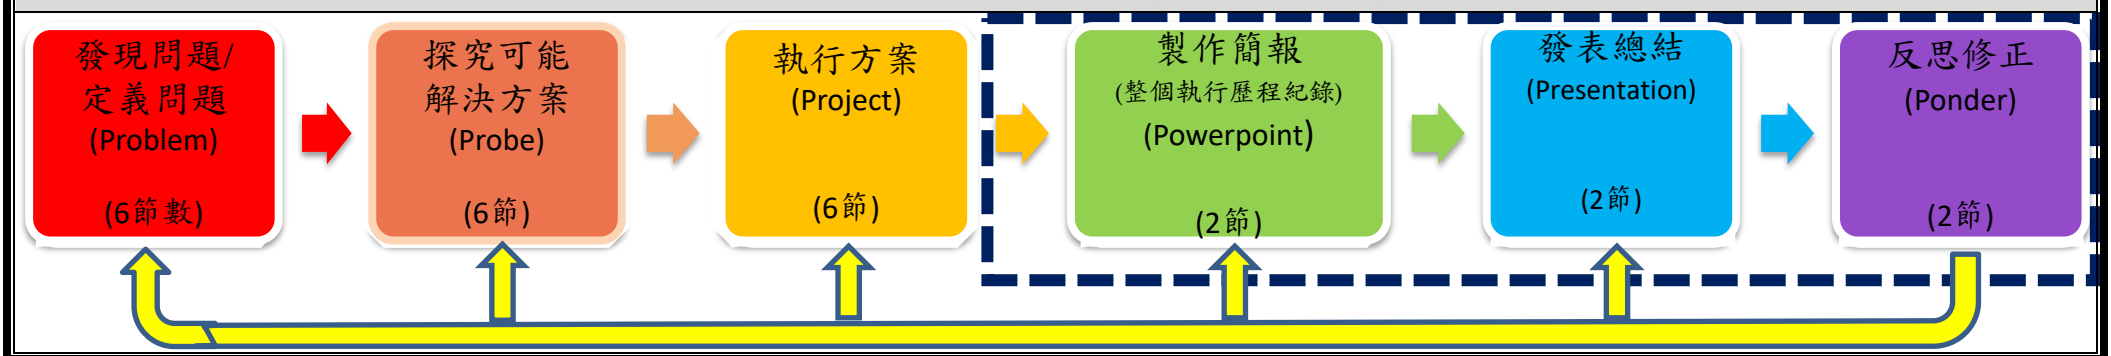 發現問題/
定義問題
(Problem)
(6節數)
探究可能
解決方案
(Probe)
(6節)
執行方案
(Project)
(6節)
製作簡報
(整個執行歷程紀錄)
(Powerpoint)
(2節)
發表總結
(Presentation)
(2節)
反思修正
(Ponder)
(2節)